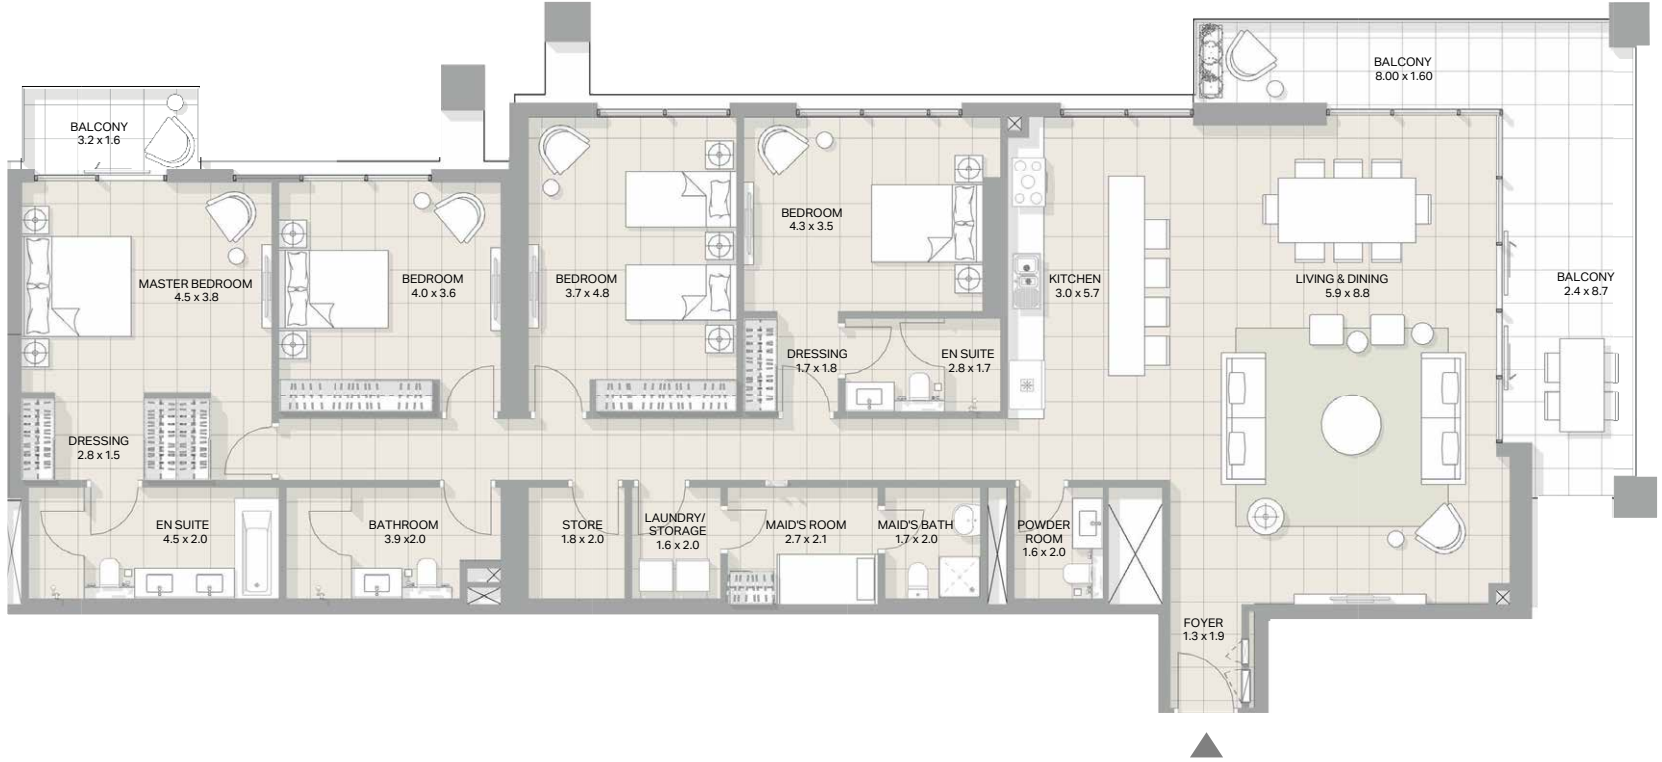 BALCONY
8.00 x 1.60
BALCONY
3.2 x 1.6
BEDROOM
4.3 x 3.5
MASTER BEDROOM
4.5 x 3.8
BEDROOM
4.0 x 3.6
BEDROOM
3.7 x 4.8
KITCHEN
3.0 x 5.7
LIVING & DINING
5.9 x 8.8
BALCONY
2.4 x 8.7
DRESSING
1.7 x 1.8
EN SUITE
2.8 x 1.7
DRESSING
2.8 x 1.5
EN SUITE
4.5 x 2.0
BATHROOM
3.9 x2.0
STORE
1.8 x 2.0
LAUNDRY/
STORAGE
1.6 x 2.0
MAID'S ROOM
2.7 x 2.1
MAID'S BATH
1.7 x 2.0
POWDER
ROOM
1.6 x 2.0
FOYER
1.3 x 1.9